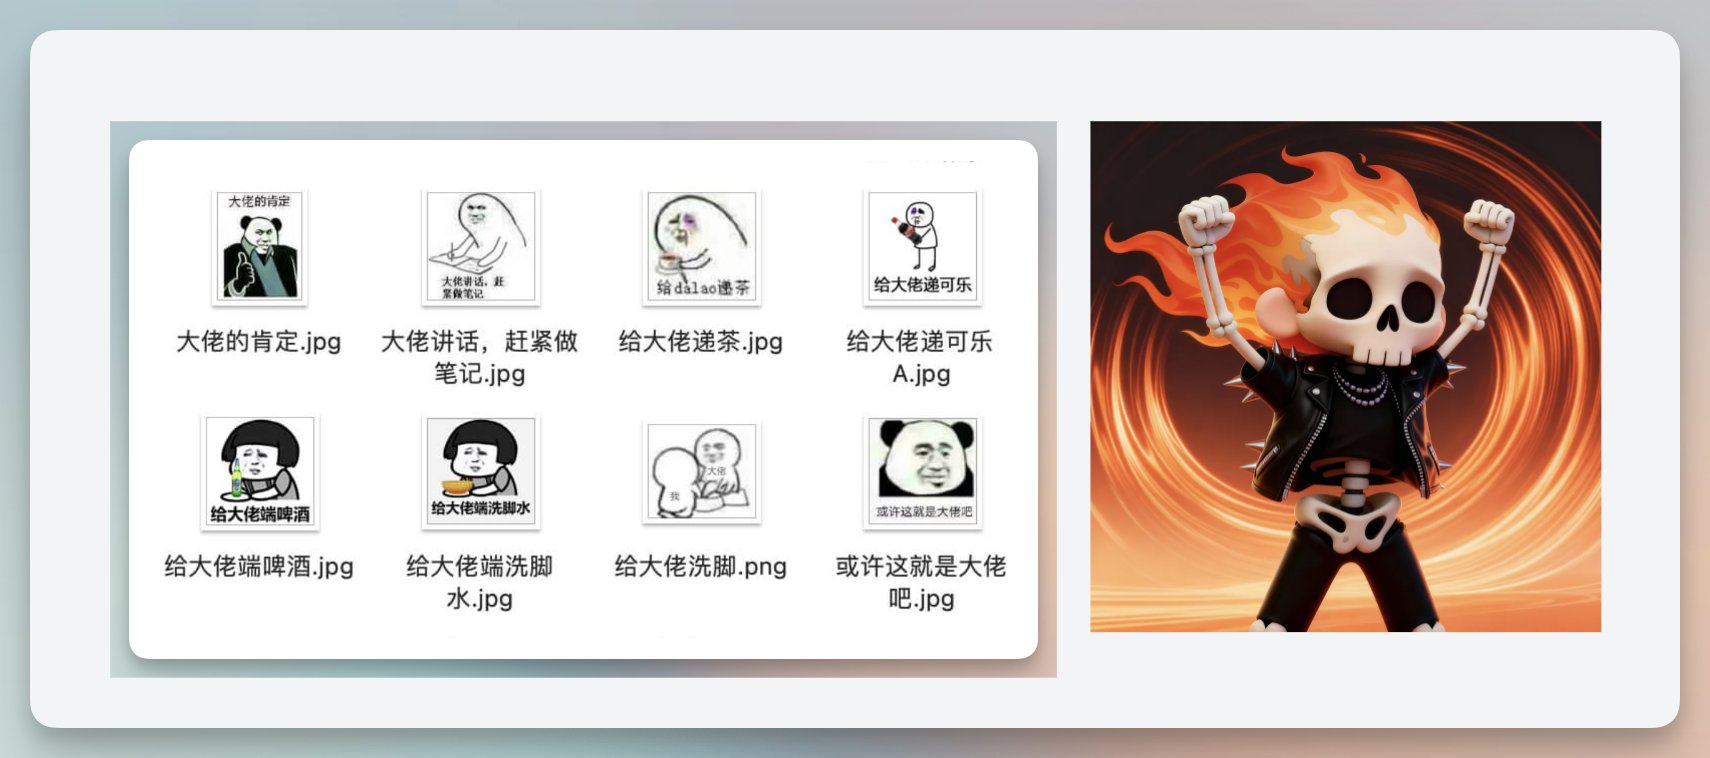 大佬的肯定
大佬讲话，赶
紧做笔记
给dalao递茶
给大佬递可乐
大佬的肯定.jpg
大佬讲话，赶紧做
笔记.jpg
给大佬递茶.jpg
给大佬递可乐
A.jpg
给大佬端啤酒
给大佬端洗脚水
大佬
我
或许这就是大佬吧
给大佬端啤酒.jpg
给大佬端洗脚
水.jpg
给大佬洗脚.png
或许这就是大佬
吧.jpg